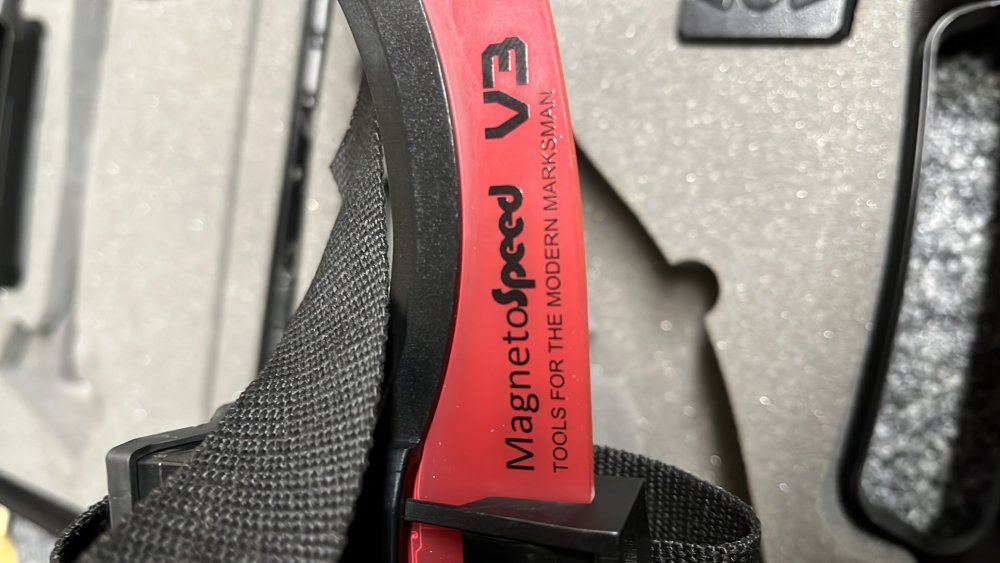 MagnetoSpeed V3
TOOLS FOR THE MODERN MARKSMAN